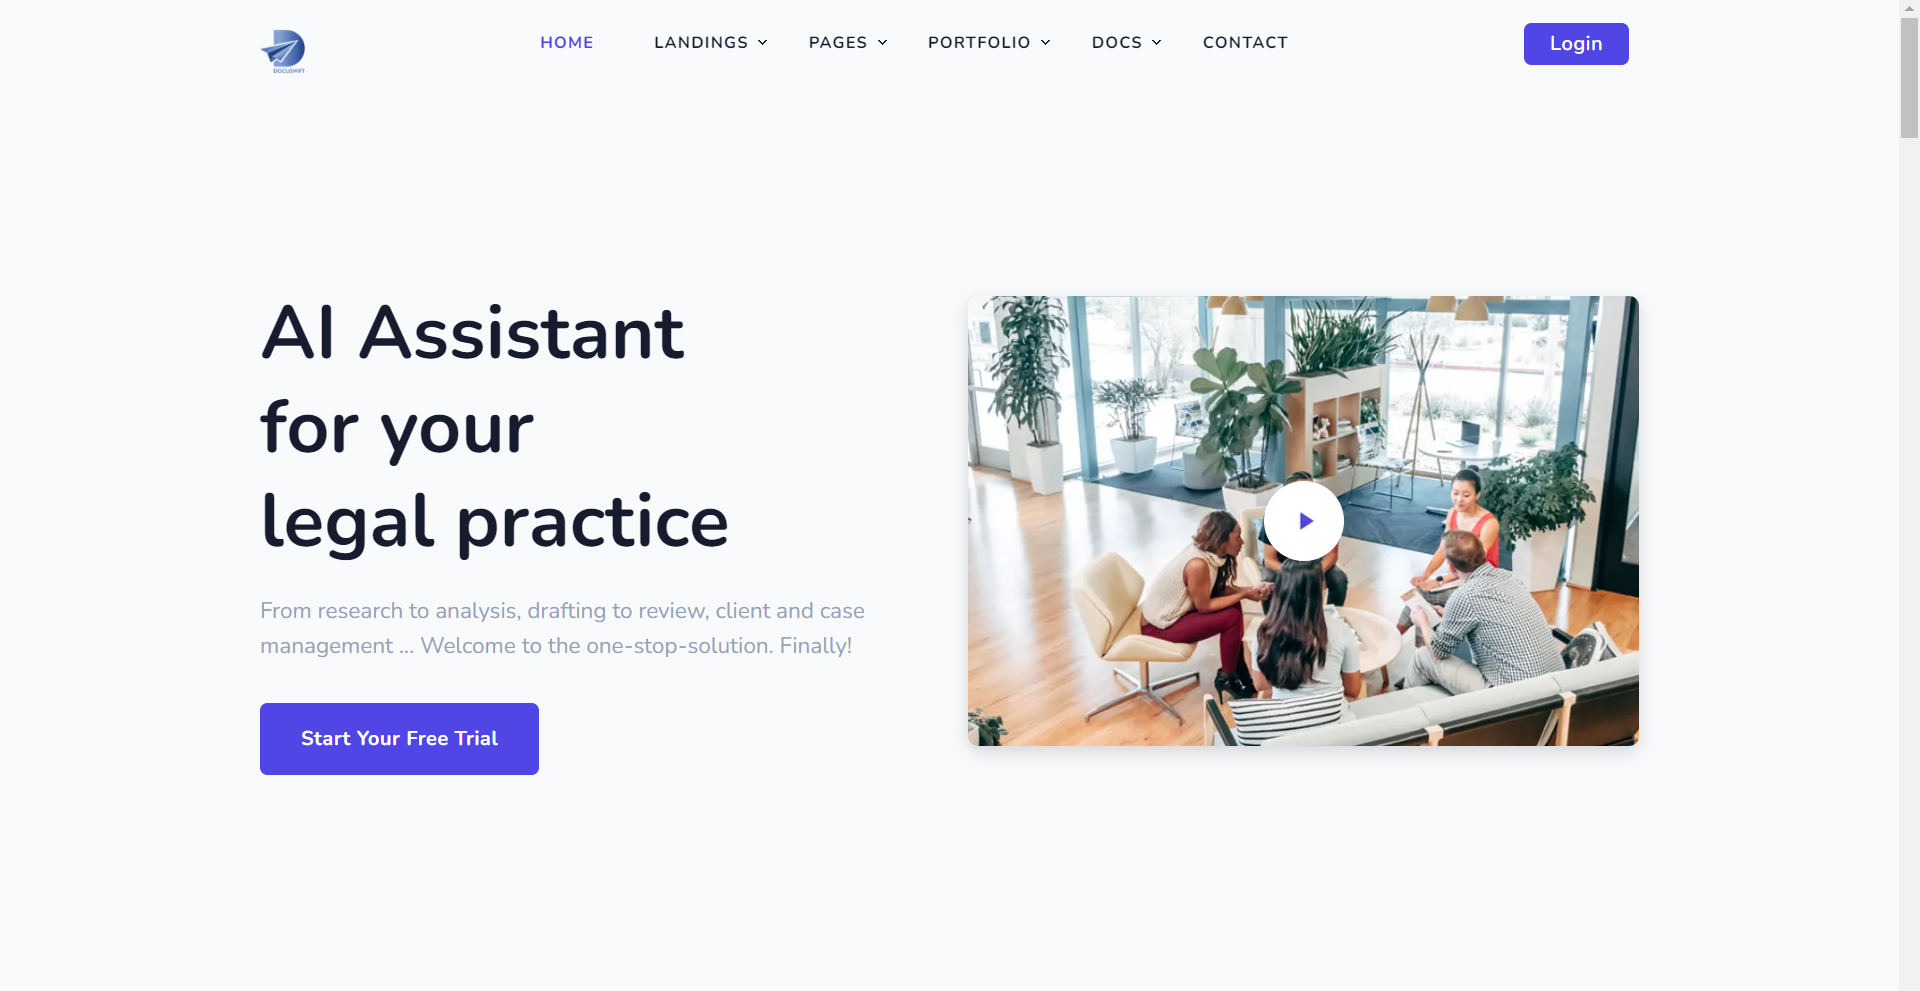 DOCUSWIFT
HOME LANDINGS PAGES PORTFOLIO DOCS CONTACT Login
AI Assistant
for your
legal practice
From research to analysis, drafting to review, client and case
management ... Welcome to the one-stop-solution. Finally!
Start Your Free Trial